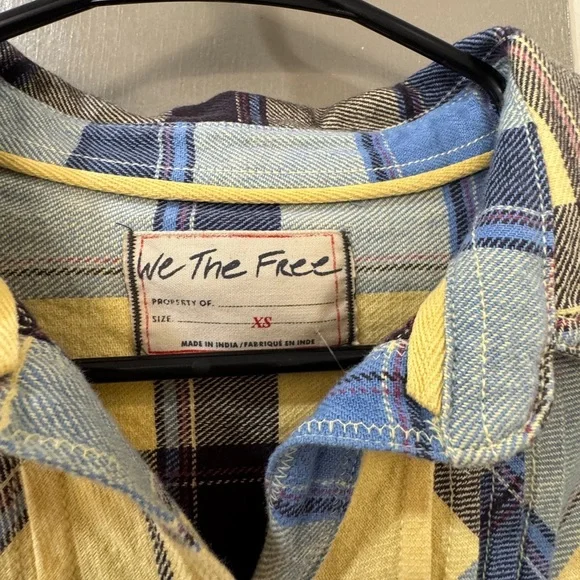 We The Free
PROPERTY OF.
SIZE. XS
MADE IN INDIA / FABRIQUÉ EN INDE